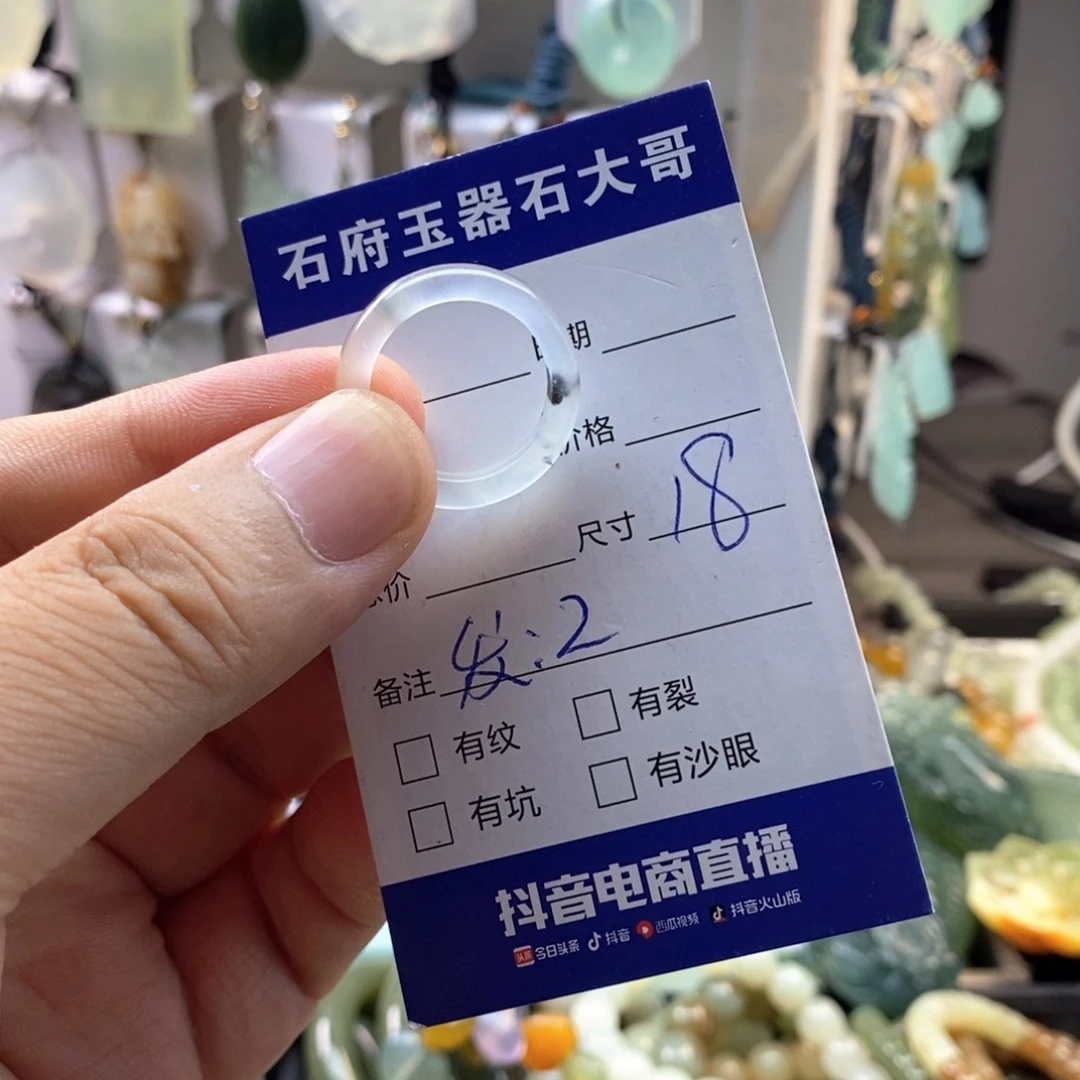 石府玉器石大哥
期
价格
尺寸 18
价
备注 发:2
有纹 有裂
有坑 有沙眼
抖音电商直播
头条 今日头条 抖音 西瓜视频 抖音火山版